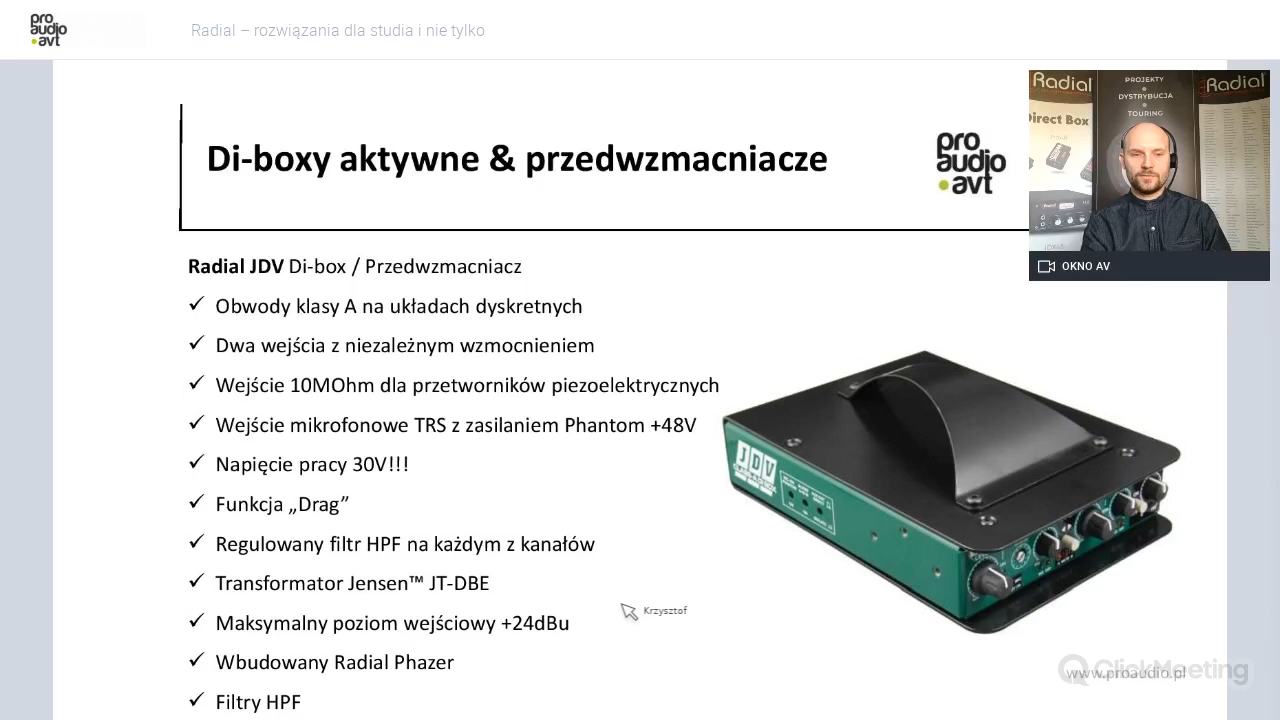 pro
audio
.avt
Radial – rozwiązania dla studia i nie tylko
Radial
PROJEKTY
DYSTRYBUCJA
TOURING
Radial
Direct Box
OKNO AV
Di-boxy aktywne & przedwzmacniacze
pro
audio
.avt
Radial JDV Di-box / Przedwzmacniacz
✓ Obwody klasy A na układach dyskretnych
✓ Dwa wejścia z niezależnym wzmocnieniem
✓ Wejście 10MOhm dla przetworników piezoelektrycznych
✓ Wejście mikrofonowe TRS z zasilaniem Phantom +48V
✓ Napięcie pracy 30V!!!
✓ Funkcja „Drag”
✓ Regulowany filtr HPF na każdym z kanałów
✓ Transformator Jensen™ JT-DBE
✓ Maksymalny poziom wejściowy +24dBu
✓ Wbudowany Radial Phazer
✓ Filtry HPF
JDV
Krzysztof
ClickMeeting
www.proaudio.pl